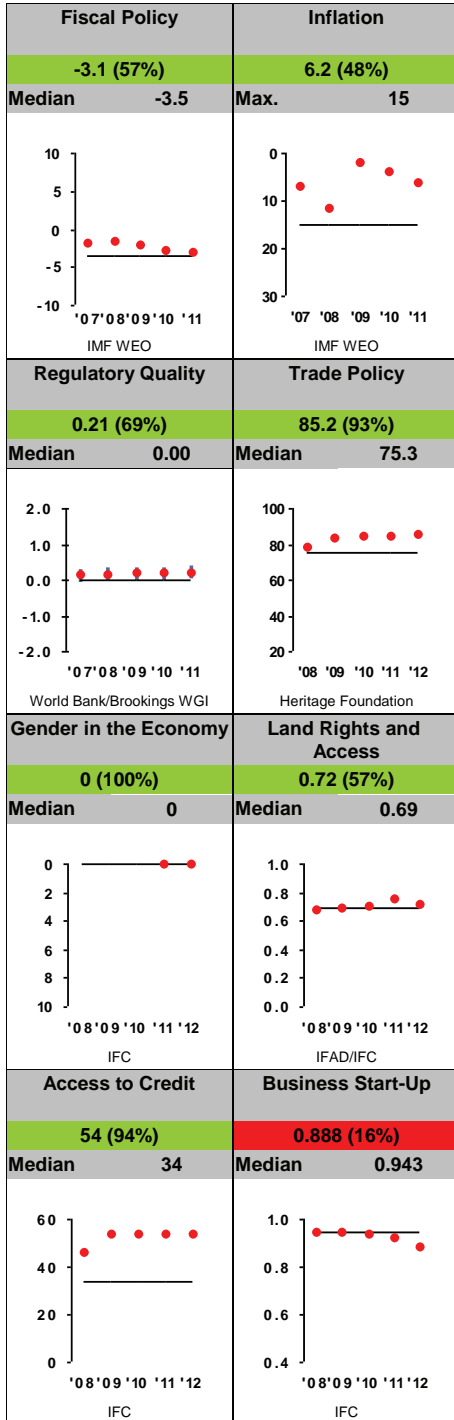 Fiscal Policy
-3.1 (57%)
Median -3.5
10
5
0
-5
-10
'07 '08 '09 '10 '11
IMF WEO
Inflation
6.2 (48%)
Max. 15
0
10
20
30
'07 '08 '09 '10 '11
IMF WEO
Regulatory Quality
0.21 (69%)
Median 0.00
2.0
1.0
0.0
-1.0
-2.0
'07 '08 '09 '10 '11
World Bank/Brookings WGI
Trade Policy
85.2 (93%)
Median 75.3
100
80
60
40
20
'08 '09 '10 '11 '12
Heritage Foundation
Gender in the Economy
0 (100%)
Median 0
0
2
4
6
8
10
'08 '09 '10 '11 '12
IFC
Land Rights and
Access
0.72 (57%)
Median 0.69
1.0
0.8
0.6
0.4
0.2
0.0
'08 '09 '10 '11 '12
IFAD/IFC
Access to Credit
54 (94%)
Median 34
60
40
20
0
'08 '09 '10 '11 '12
IFC
Business Start-Up
0.888 (16%)
Median 0.943
1.0
0.8
0.6
0.4
'08 '09 '10 '11 '12
IFC